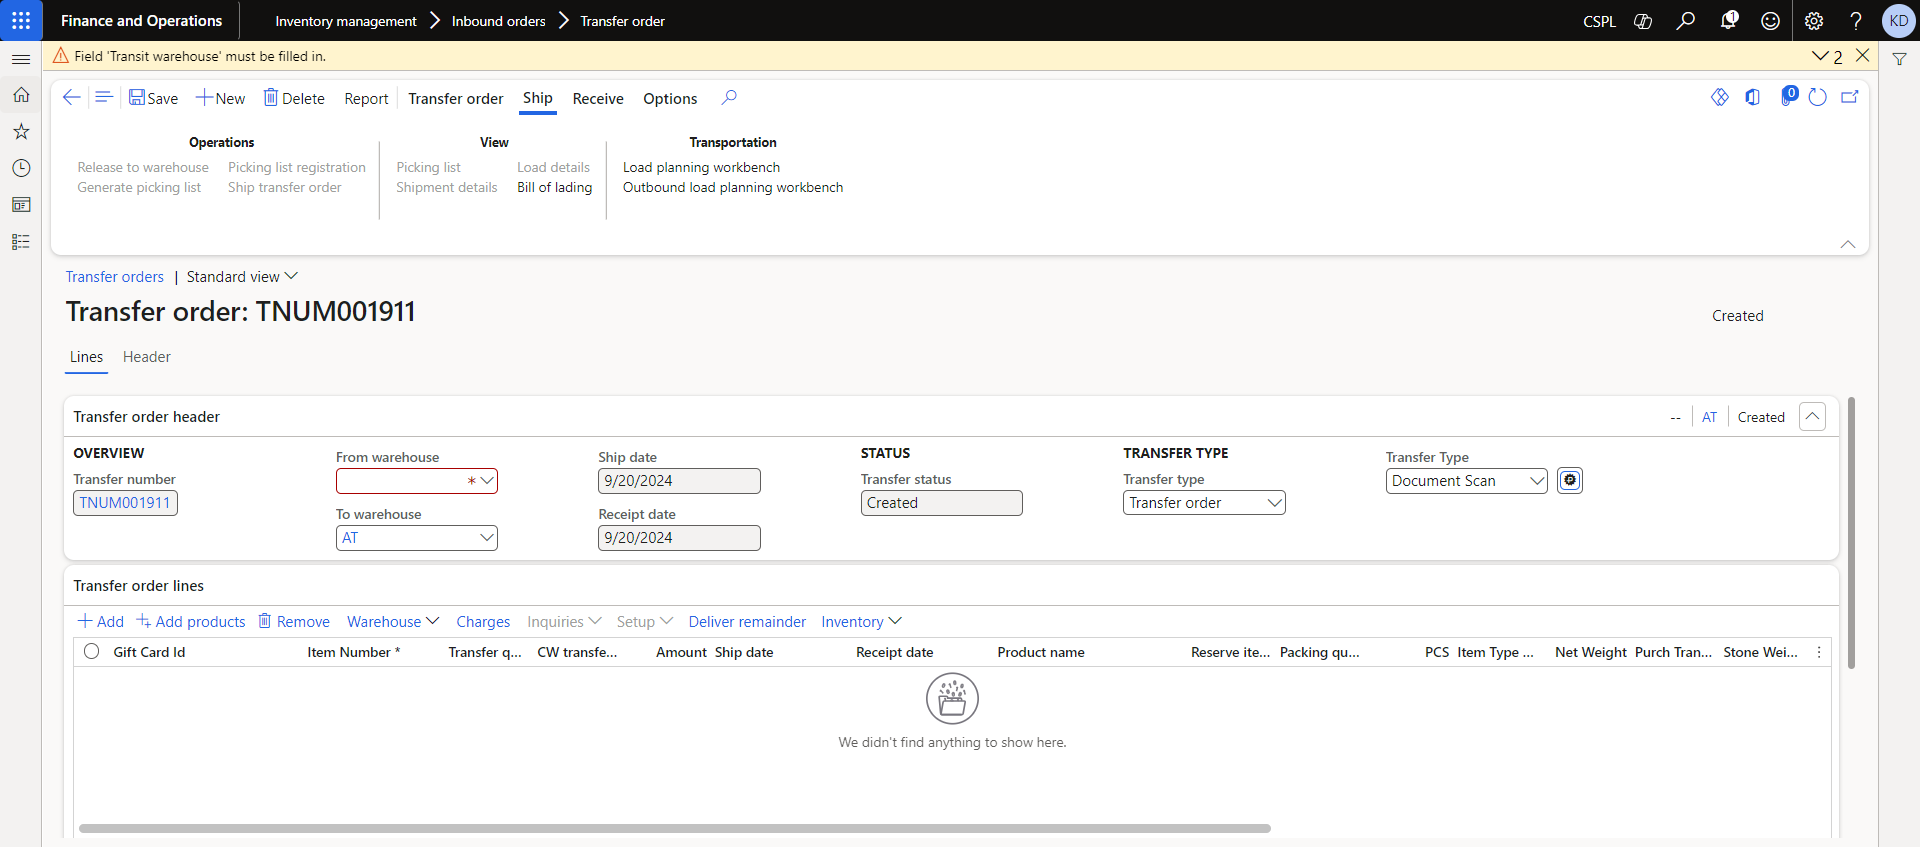 Finance and Operations
Inventory management
Inbound orders
Transfer order
CSPL
1
KD
Field 'Transit warehouse' must be filled in.
2
Save
New
Delete
Report
Transfer order
Ship
Receive
Options
0
Operations
View
Transportation
Release to warehouse
Picking list registration
Picking list
Load details
Load planning workbench
Generate picking list
Ship transfer order
Shipment details
Bill of lading
Outbound load planning workbench
Transfer orders | Standard view
Transfer order: TNUM001911
Created
Lines
Header
Transfer order header
--
AT
Created
OVERVIEW
Transfer number
TNUM001911
From warehouse
*
To warehouse
AT
Ship date
9/20/2024
Receipt date
9/20/2024
STATUS
Transfer status
Created
TRANSFER TYPE
Transfer type
Transfer order
Transfer Type
Document Scan
Transfer order lines
Add
Add products
Remove
Warehouse
Charges
Inquiries
Setup
Deliver remainder
Inventory
Gift Card Id
Item Number *
Transfer q...
CW transfe...
Amount
Ship date
Receipt date
Product name
Reserve ite...
Packing qu...
PCS
Item Type ...
Net Weight
Purch Tran...
Stone Wei...
We didn't find anything to show here.